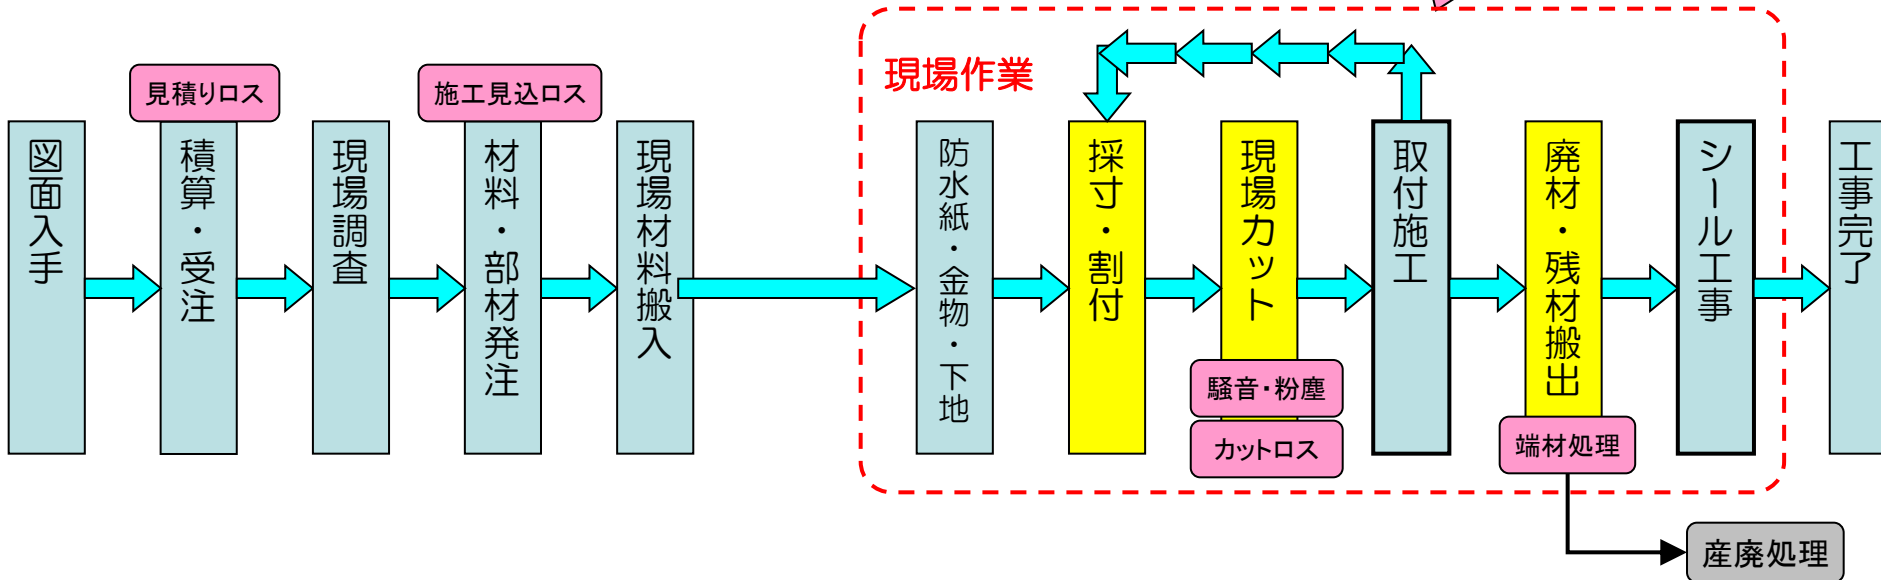 現場作業
見積りロス
施工見込ロス
図面入手
積算・受注
現場調査
材料・部材発注
現場材料搬入
防水紙・金物・下地
採寸・割付
現場カット
取付施工
廃材・残材搬出
シール工事
工事完了
騒音・粉塵
カットロス
端材処理
産廃処理